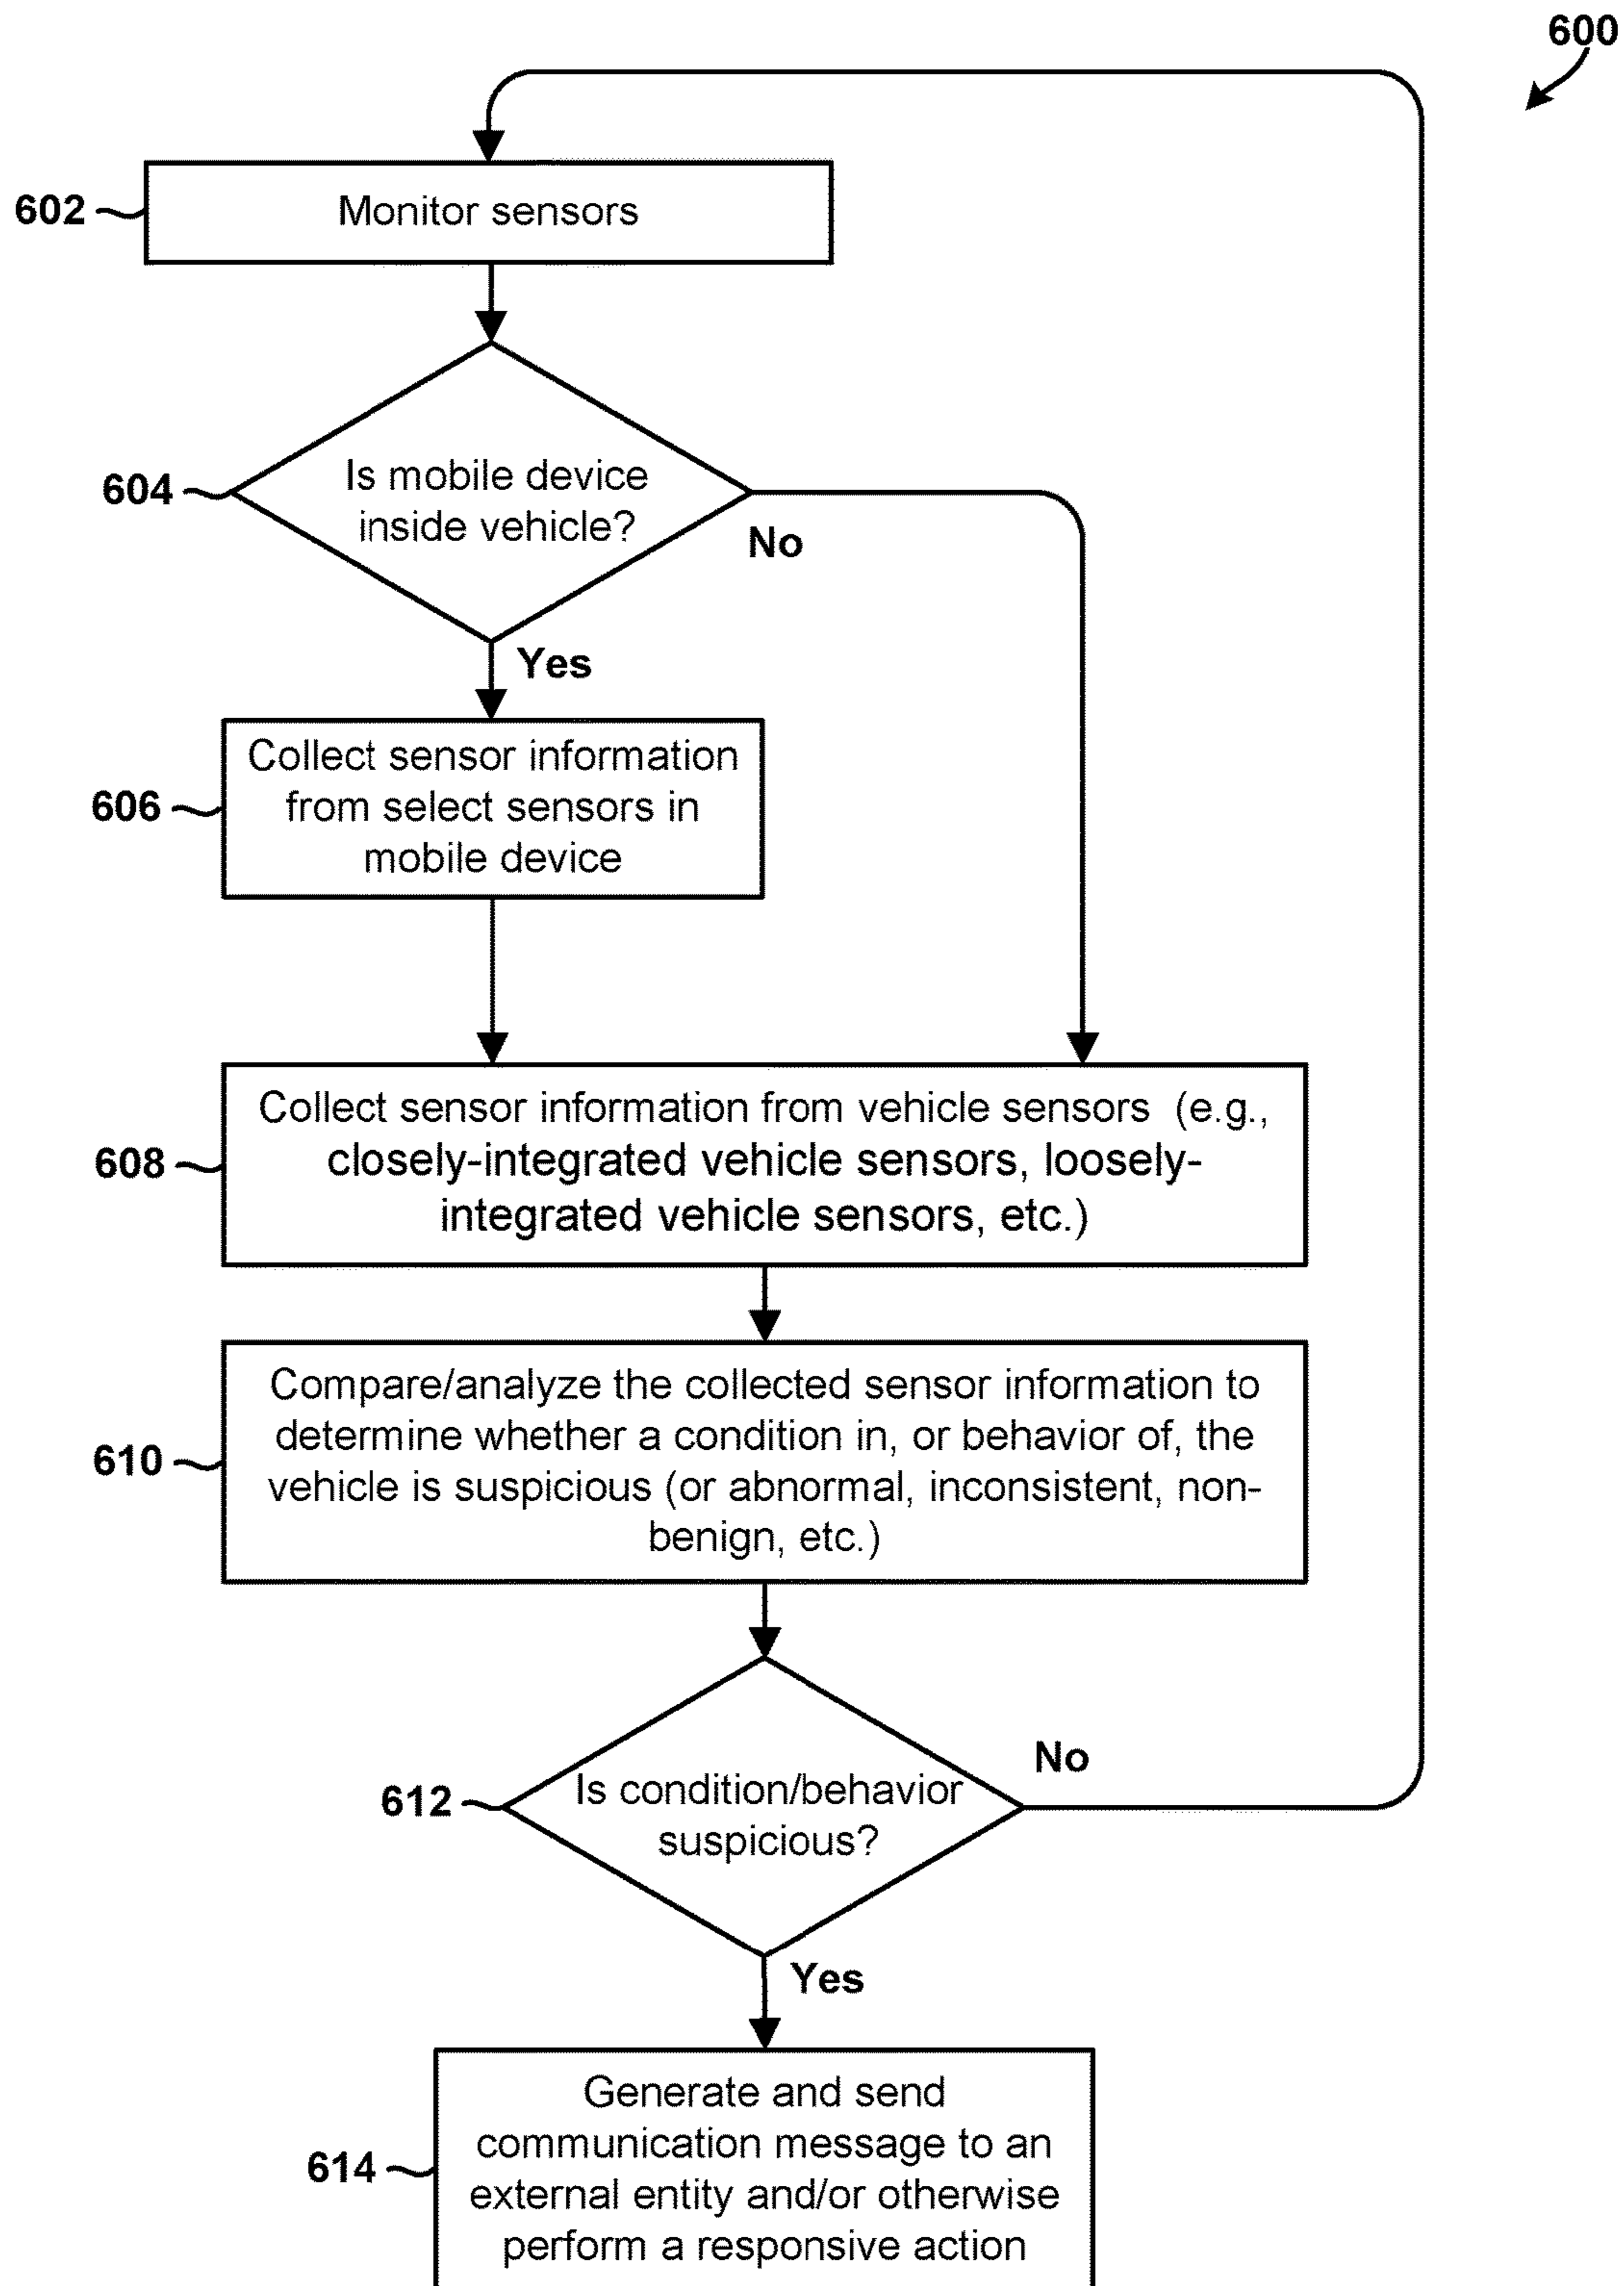 600
602
Monitor sensors
604
Is mobile device
inside vehicle?
No
Yes
606
Collect sensor information
from select sensors in
mobile device
608
Collect sensor information from vehicle sensors (e.g.,
closely-integrated vehicle sensors, loosely-
integrated vehicle sensors, etc.)
610
Compare/analyze the collected sensor information to
determine whether a condition in, or behavior of, the
vehicle is suspicious (or abnormal, inconsistent, non-
benign, etc.)
612
Is condition/behavior
suspicious?
No
Yes
614
Generate and send
communication message to an
external entity and/or otherwise
perform a responsive action